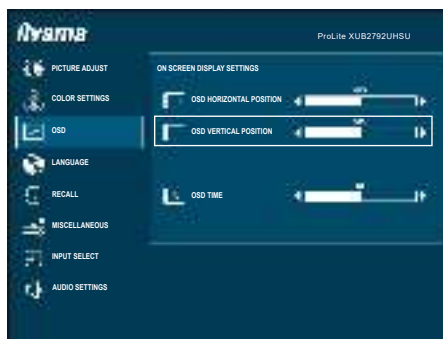 iiyama
ProLite XUB2792UHSU
PICTURE ADJUST
COLOR SETTINGS
OSD
LANGUAGE
RECALL
MISCELLANEOUS
INPUT SELECT
AUDIO SETTINGS
ON SCREEN DISPLAY SETTINGS
OSD HORIZONTAL POSITION
OSD VERTICAL POSITION
OSD TIME